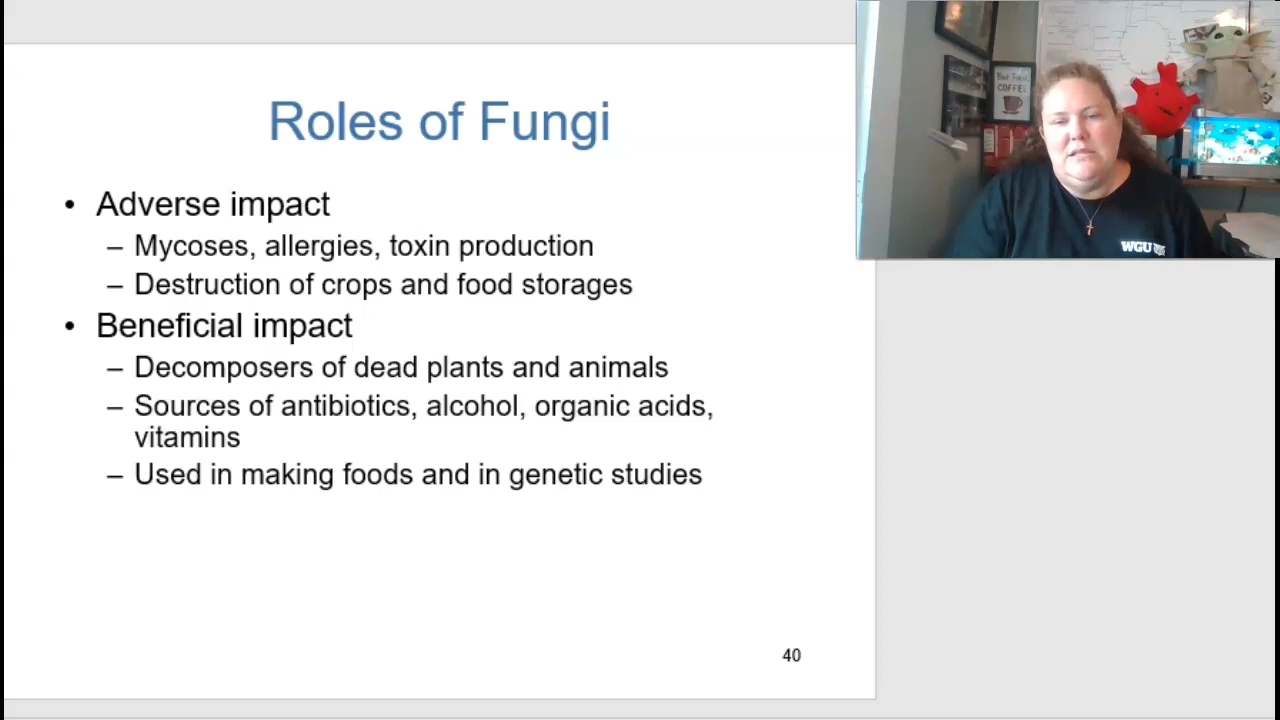 Roles of Fungi
• Adverse impact
– Mycoses, allergies, toxin production
– Destruction of crops and food storages
• Beneficial impact
– Decomposers of dead plants and animals
– Sources of antibiotics, alcohol, organic acids,
vitamins
– Used in making foods and in genetic studies
40
COFFEE
WGU